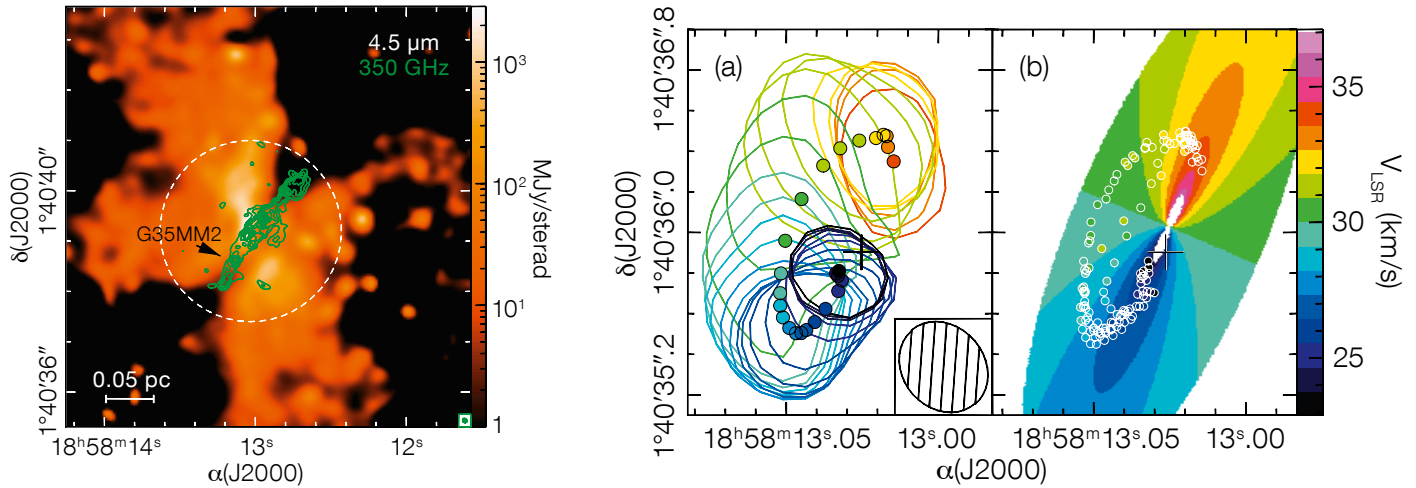 4.5 μm
350 GHz
G35MM2
0.05 pc
δ(J2000)
1°40′40″
1°40′36″
18ʰ58ᵐ14ˢ 13ˢ 12ˢ
α(J2000)
10³
10²
10¹
1
MJy/sterad
(a)
δ(J2000)
1°40′36″.8
1°40′36″.0
1°40′35″.2
18ʰ58ᵐ13ˢ.05 13ˢ.00
(b)
18ʰ58ᵐ13ˢ.05 13ˢ.00
α(J2000)
35
30
25
V_LSR (km/s)